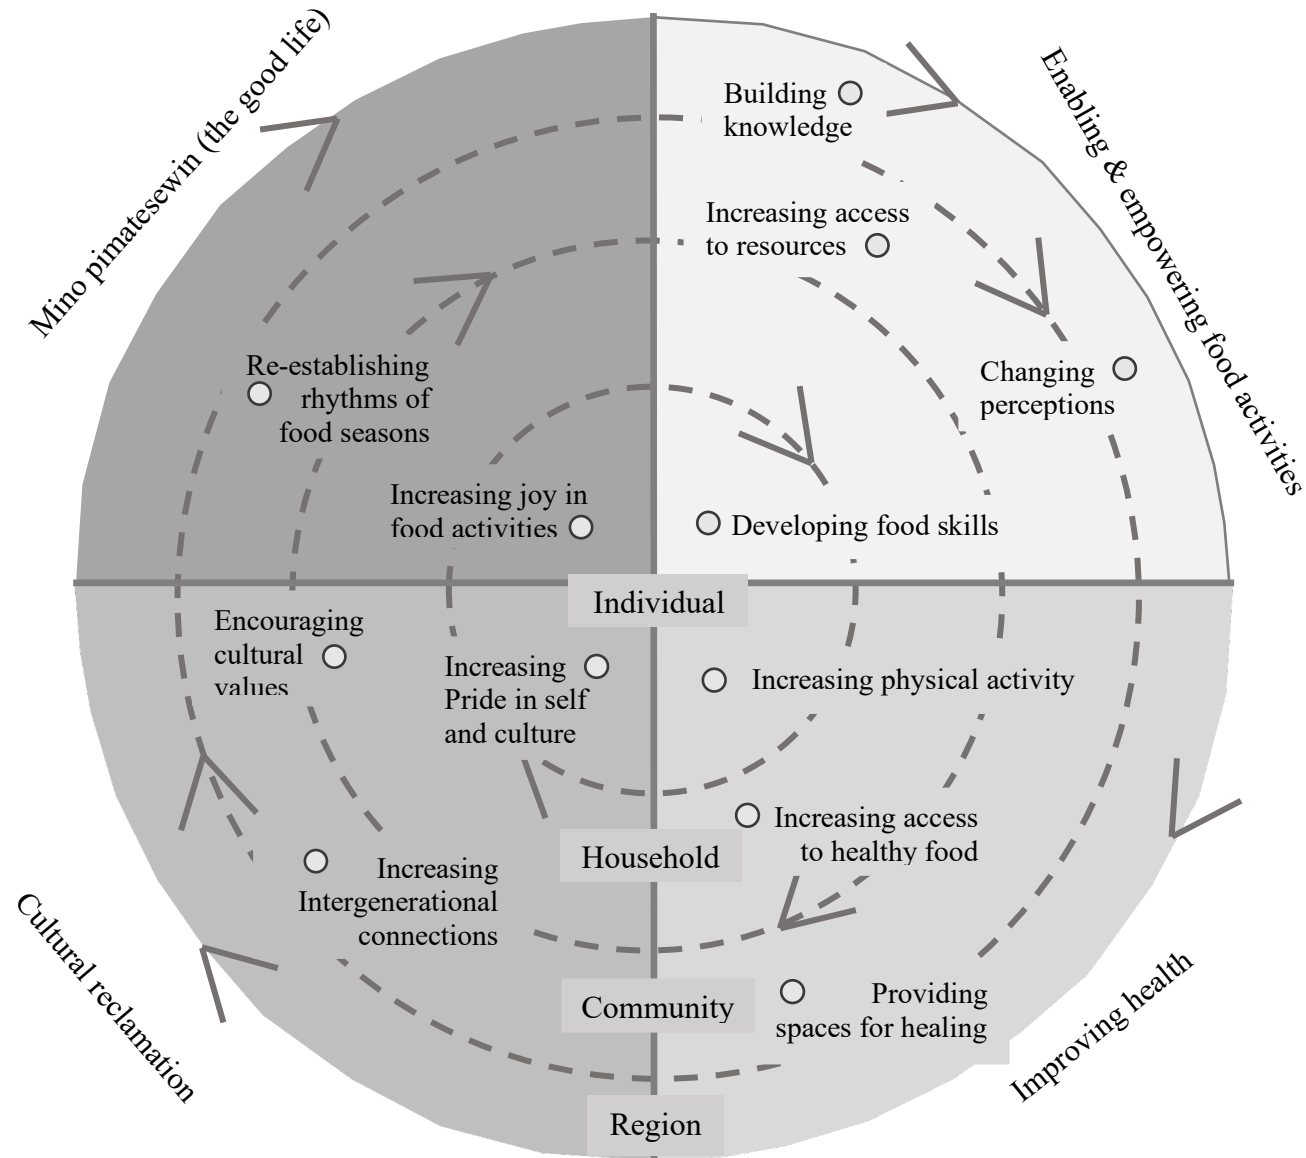 Mino pimatesewin (the good life)
Enabling & empowering food activities
Building
knowledge
Increasing access
to resources
Changing
perceptions
Re-establishing
rhythms of
food seasons
Increasing joy in
food activities
Developing food skills
Individual
Encouraging
cultural
values
Increasing
Pride in self
and culture
Increasing physical activity
Increasing access
to healthy food
Household
Increasing
Intergenerational
connections
Community
Providing
spaces for healing
Region
Cultural reclamation
Improving health